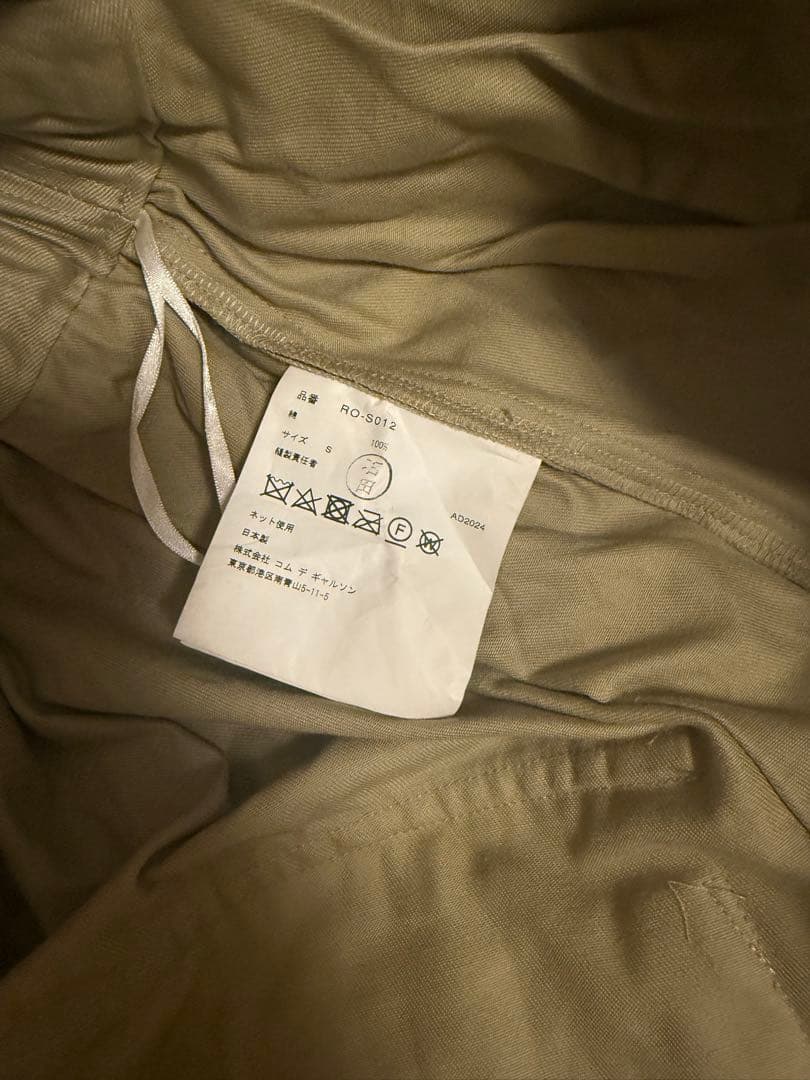 品番 RO-S012
綿 100%
サイズ S
縫製責任者
AD2024
F
W
ネット使用
日本製
株式会社 コム デ ギャルソン
東京都港区南青山5-11-5